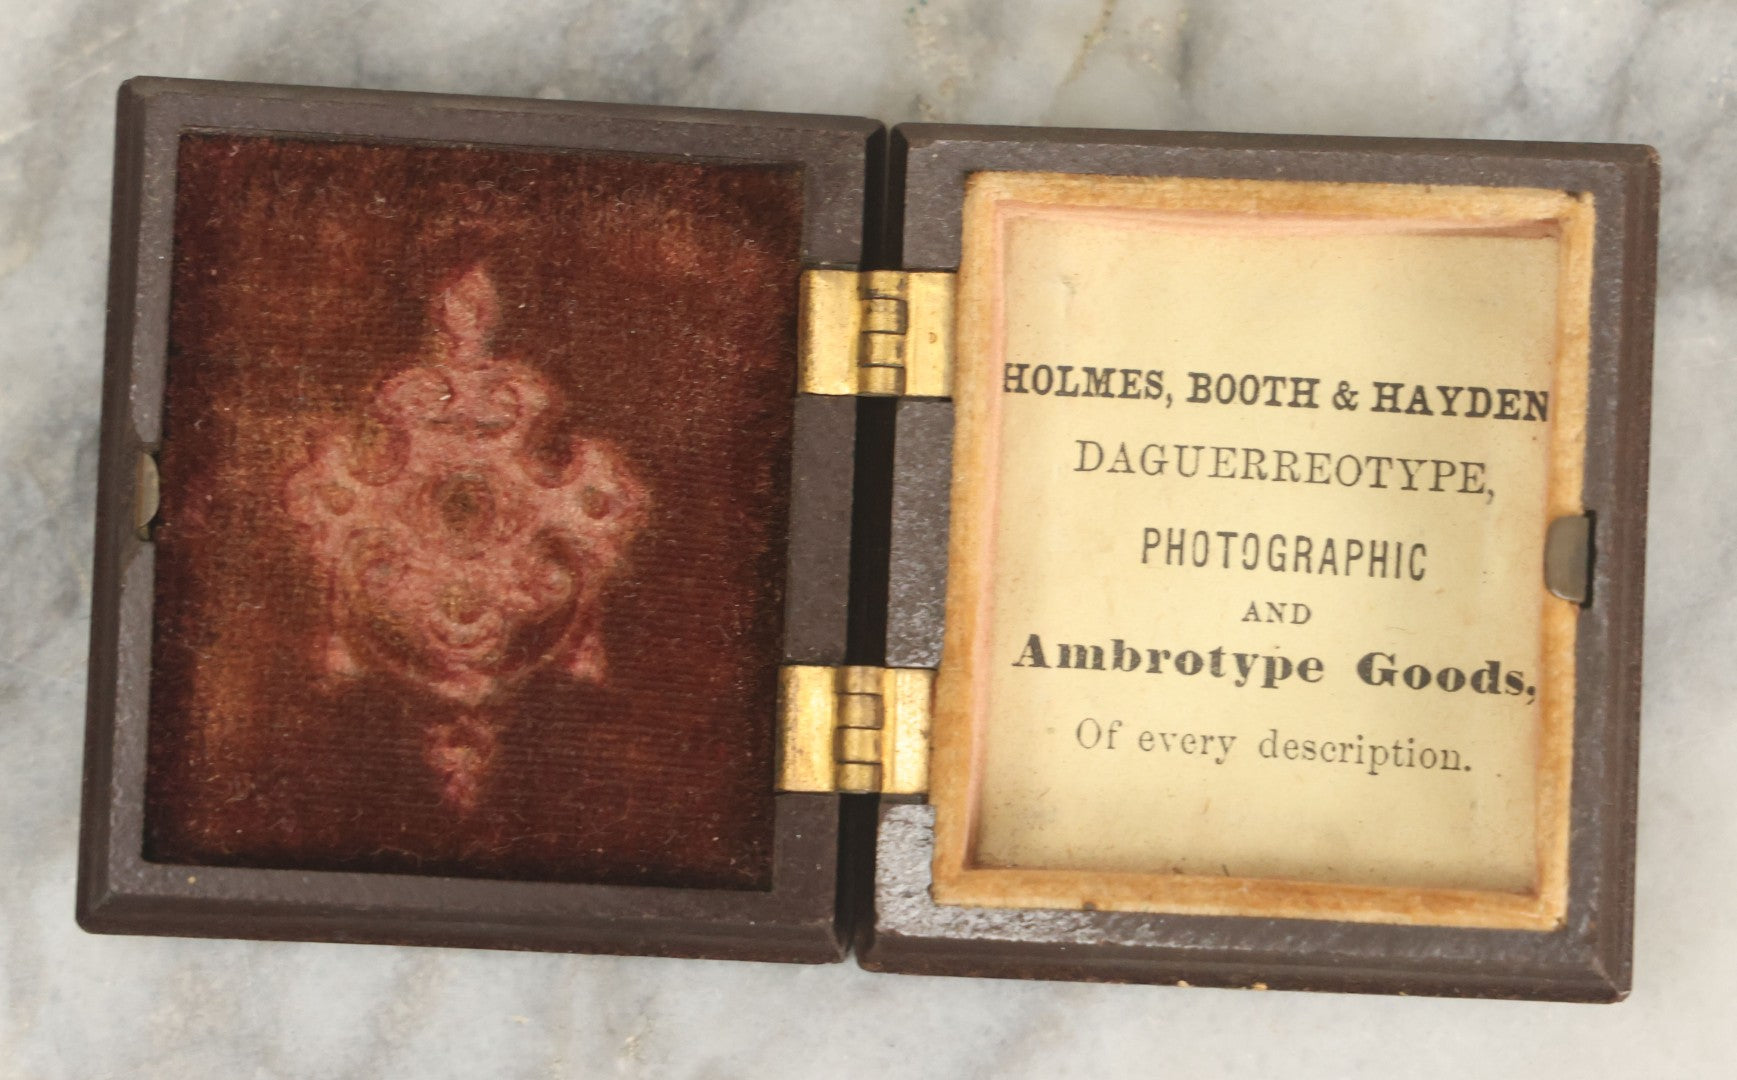 HOLMES, BOOTH & HAYDEN
DAGUERREOTYPE,
PHOTOGRAPHIC
AND
Ambrotype Goods,
Of every description.